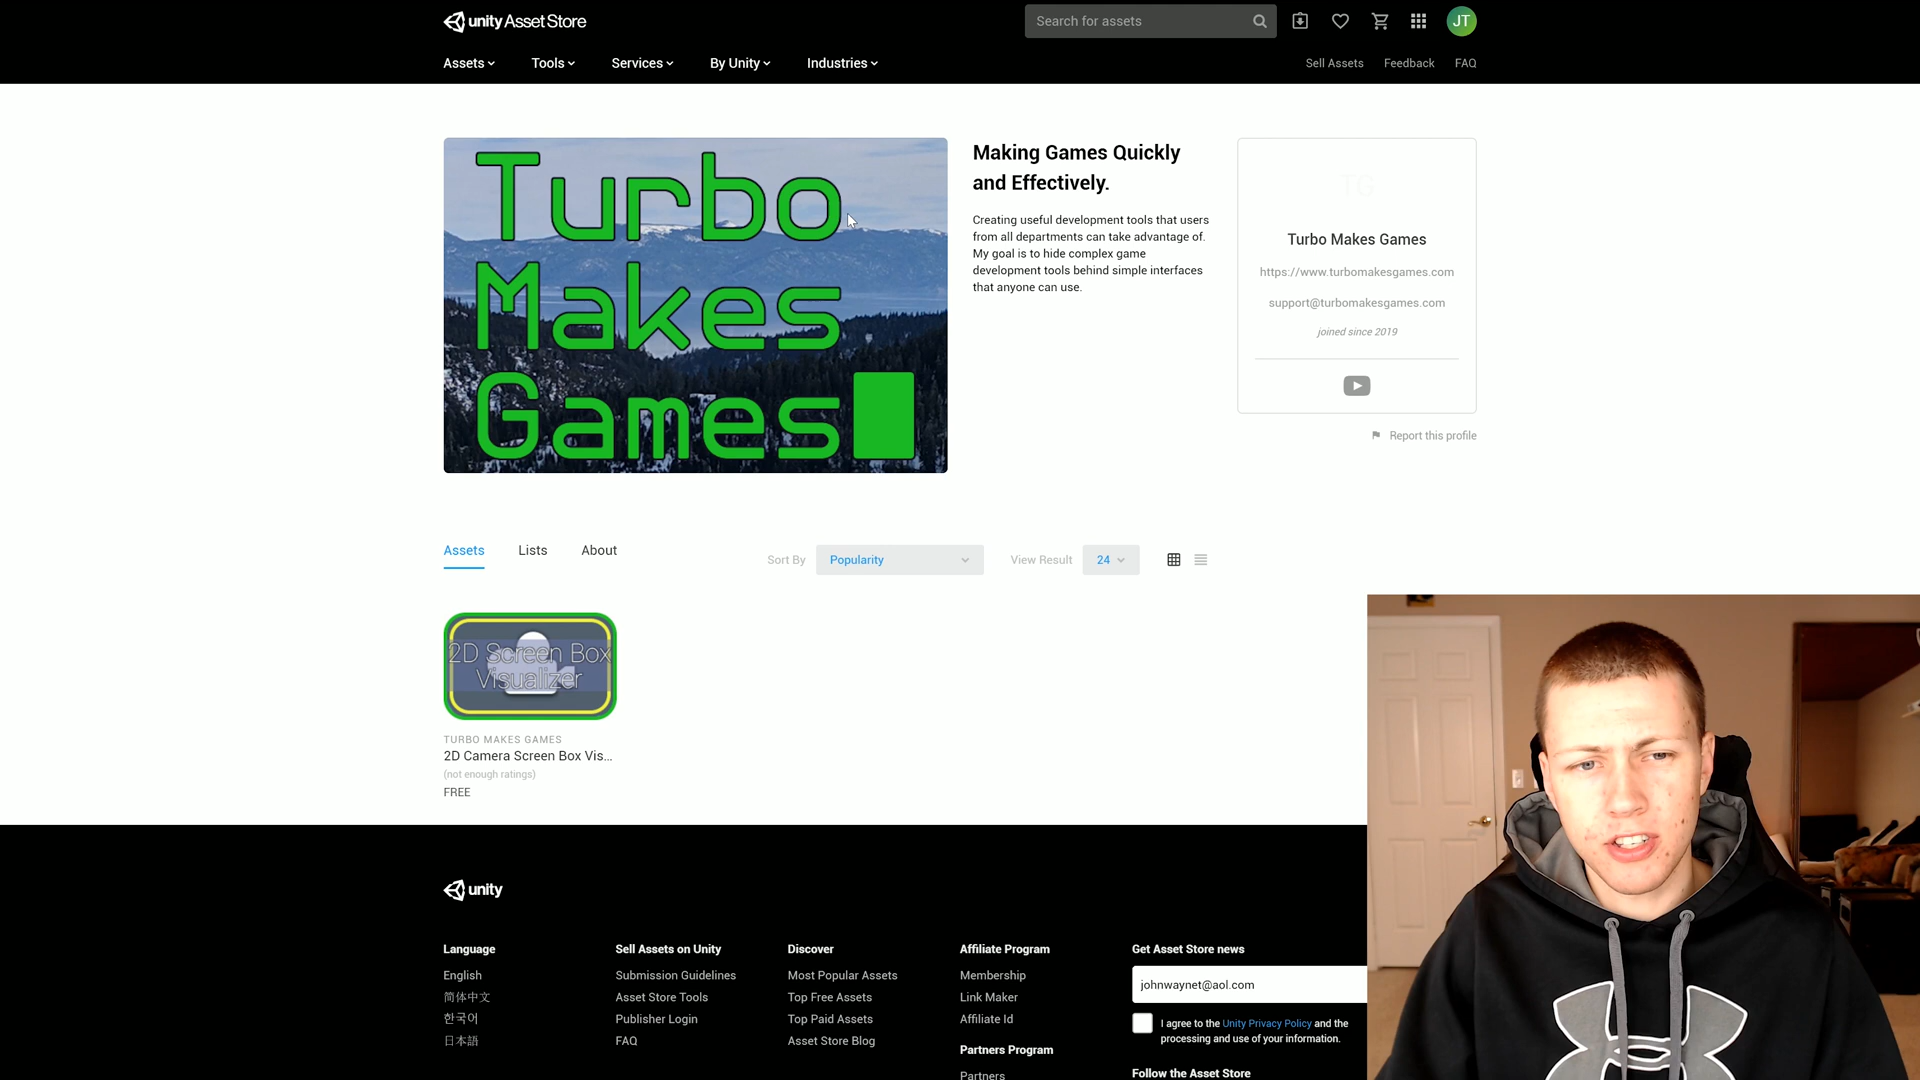 unity Asset Store
Search for assets
JT
Assets
Tools
Services
By Unity
Industries
Sell Assets
Feedback
FAQ
Turbo
Makes
Games
Making Games Quickly
and Effectively.
Creating useful development tools that users
from all departments can take advantage of.
My goal is to hide complex game
development tools behind simple interfaces
that anyone can use.
TG
Turbo Makes Games
https://www.turbomakesgames.com
support@turbomakesgames.com
joined since 2019
Report this profile
Assets
Lists
About
Sort By
Popularity
View Result
24
2D Screen Box
Visualizer
TURBO MAKES GAMES
2D Camera Screen Box Vis...
(not enough ratings)
FREE
unity
Language
English
简体中文
한국어
日本語
Sell Assets on Unity
Submission Guidelines
Asset Store Tools
Publisher Login
FAQ
Discover
Most Popular Assets
Top Free Assets
Top Paid Assets
Asset Store Blog
Affiliate Program
Membership
Link Maker
Affiliate Id
Partners Program
Partners
Get Asset Store news
johnwaynet@aol.com
I agree to the Unity Privacy Policy and the
processing and use of your information.
Follow the Asset Store